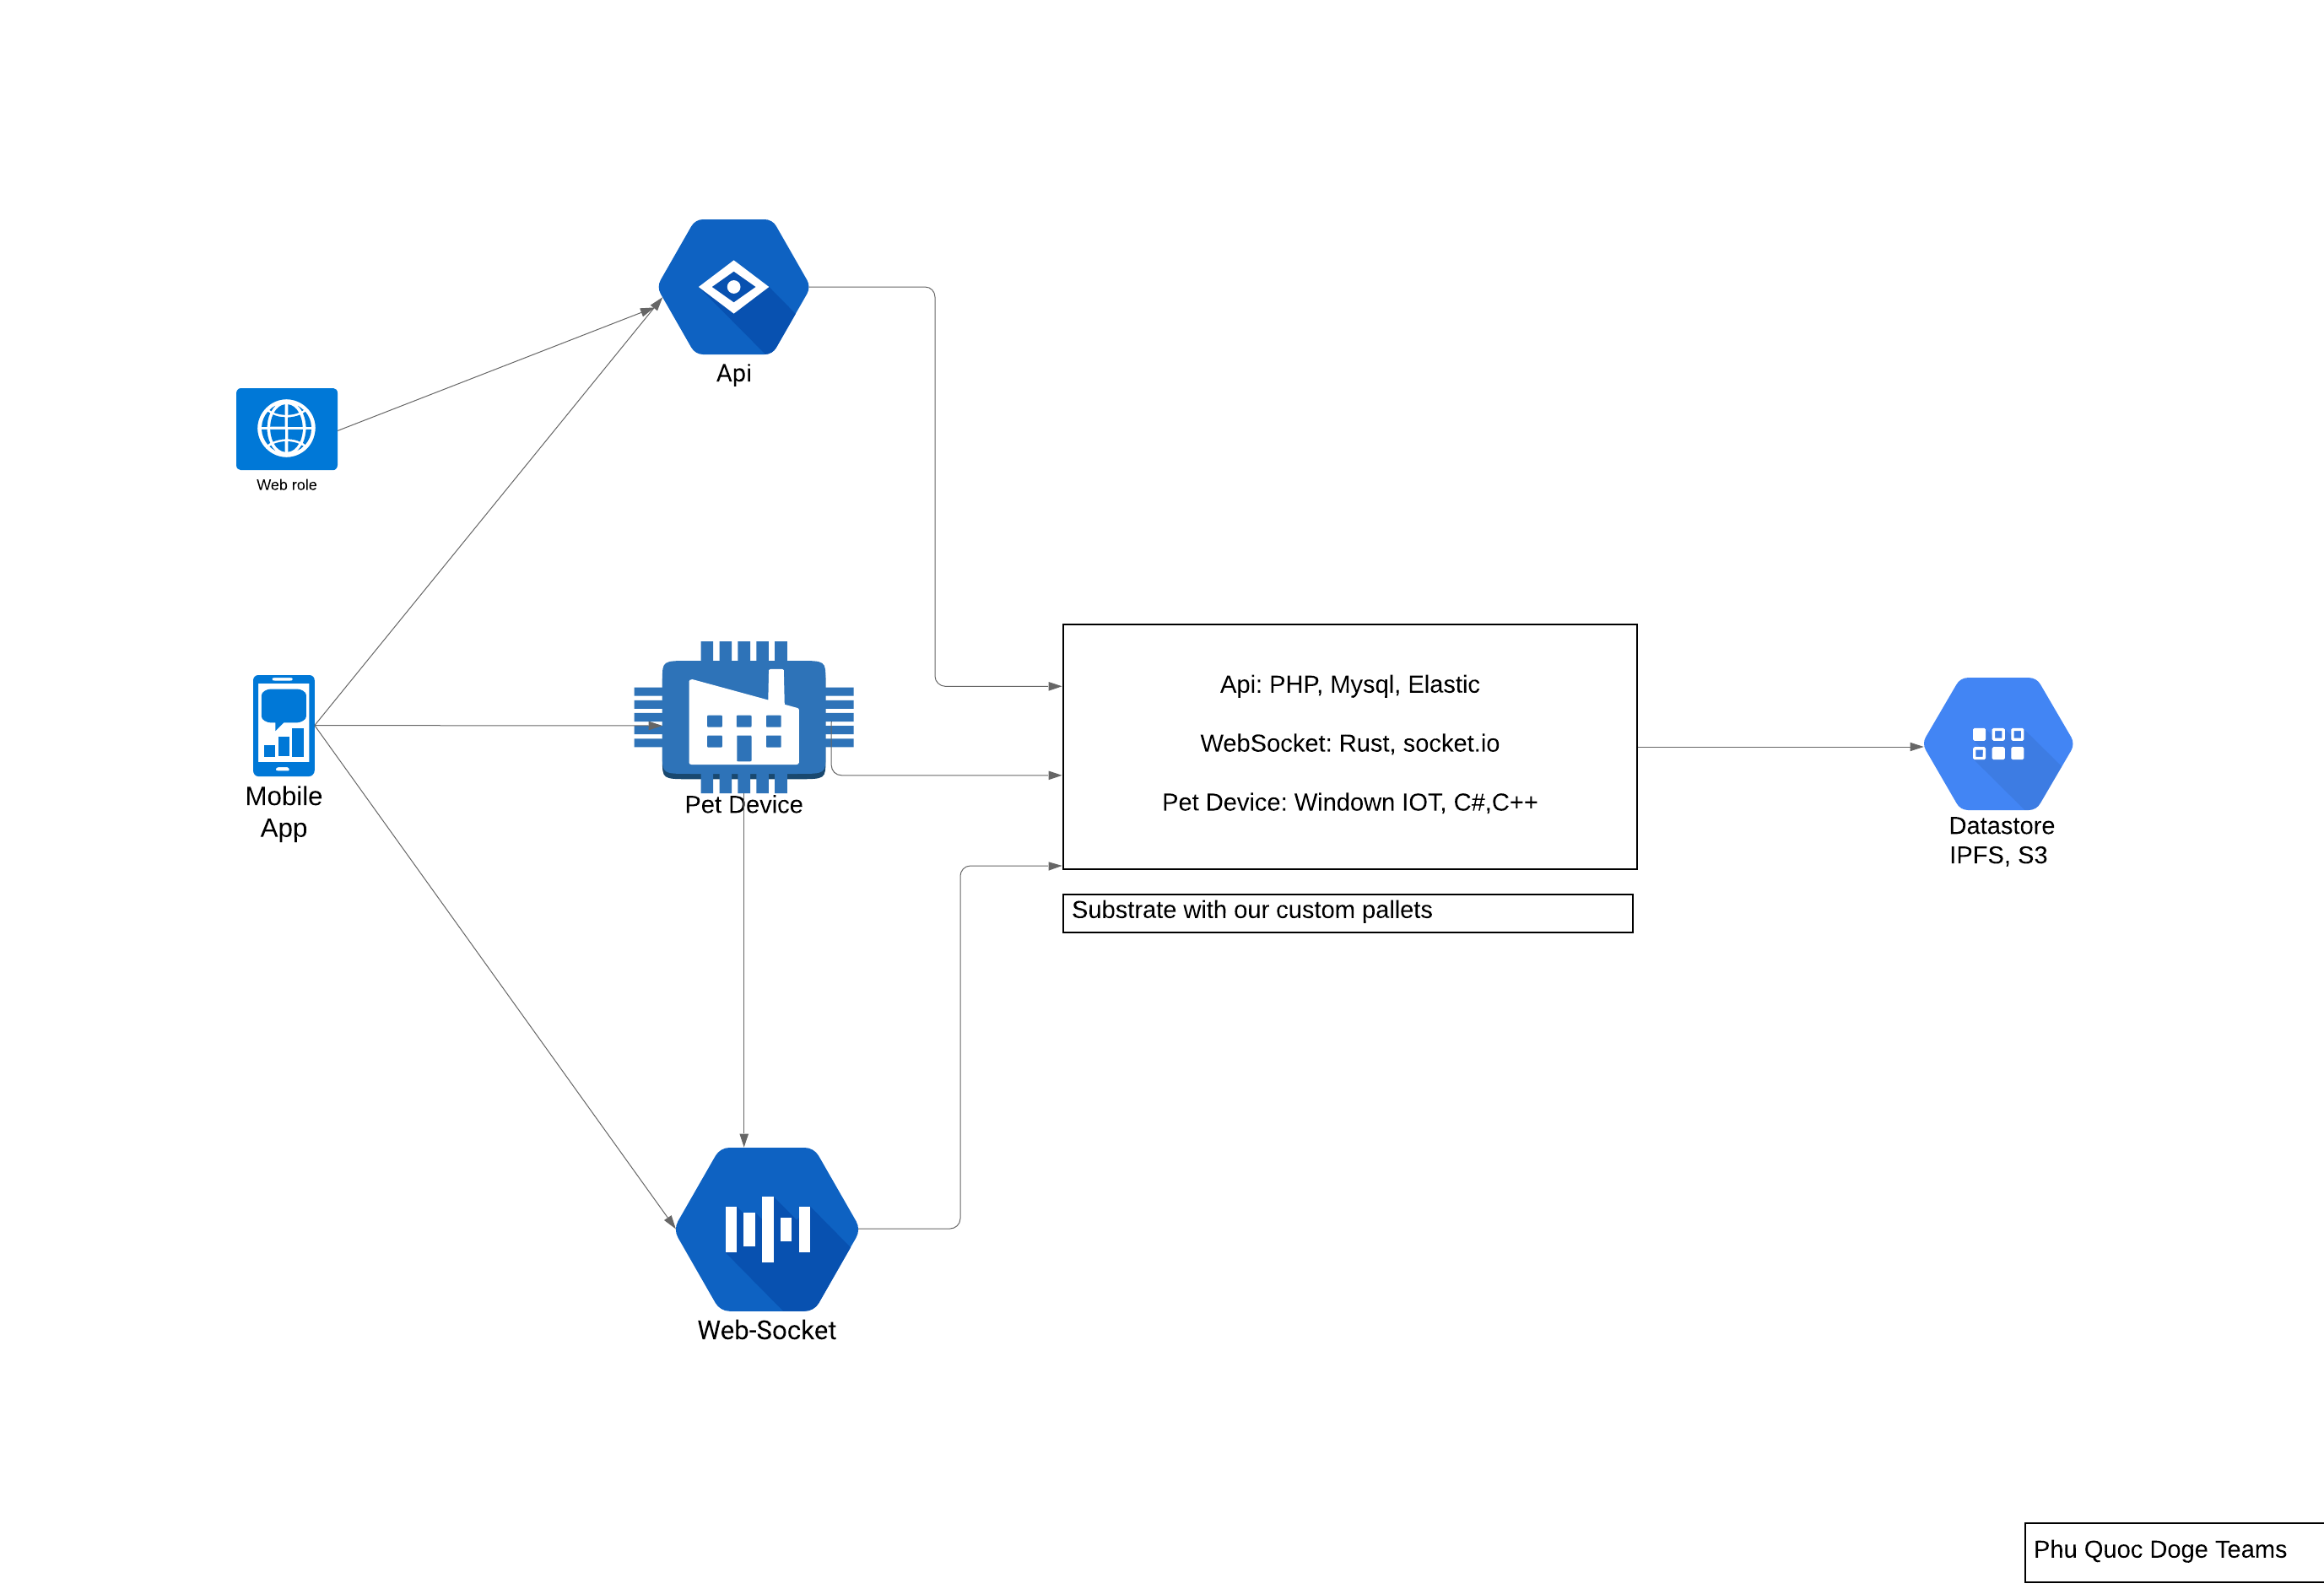 Api
Web role
Mobile
App
Pet Device
Api: PHP, Mysql, Elastic
WebSocket: Rust, socket.io
Pet Device: Windown IOT, C#,C++
Substrate with our custom pallets
Datastore
IPFS, S3
Web-Socket
Phu Quoc Doge Teams